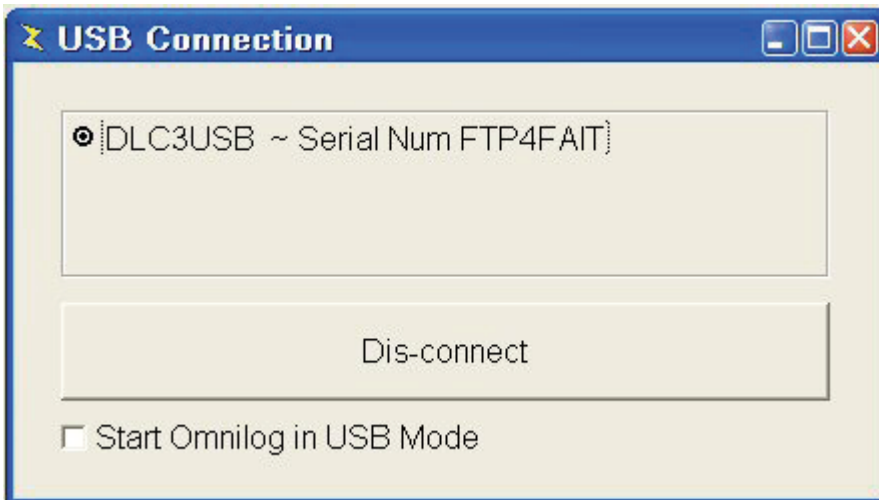 USB Connection
DLC3USB ~ Serial Num FTP4FAIT
Dis-connect
Start Omnilog in USB Mode